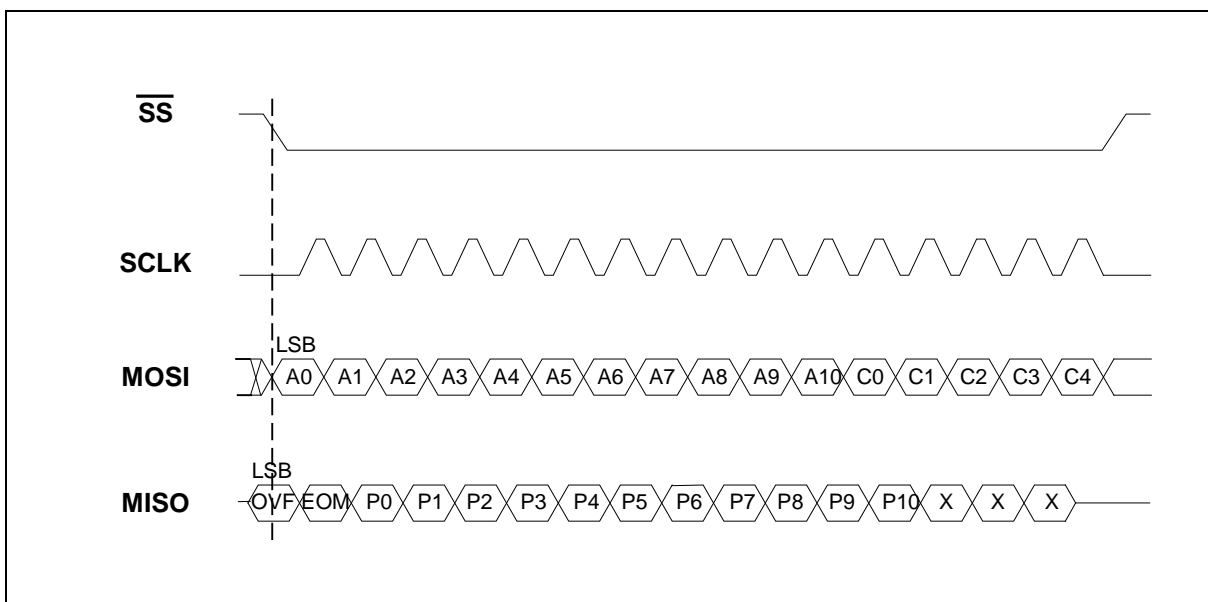 SS
SCLK
LSB
MOSI A0 A1 A2 A3 A4 A5 A6 A7 A8 A9 A10 C0 C1 C2 C3 C4
LSB
MISO OVF EOM P0 P1 P2 P3 P4 P5 P6 P7 P8 P9 P10 X X X